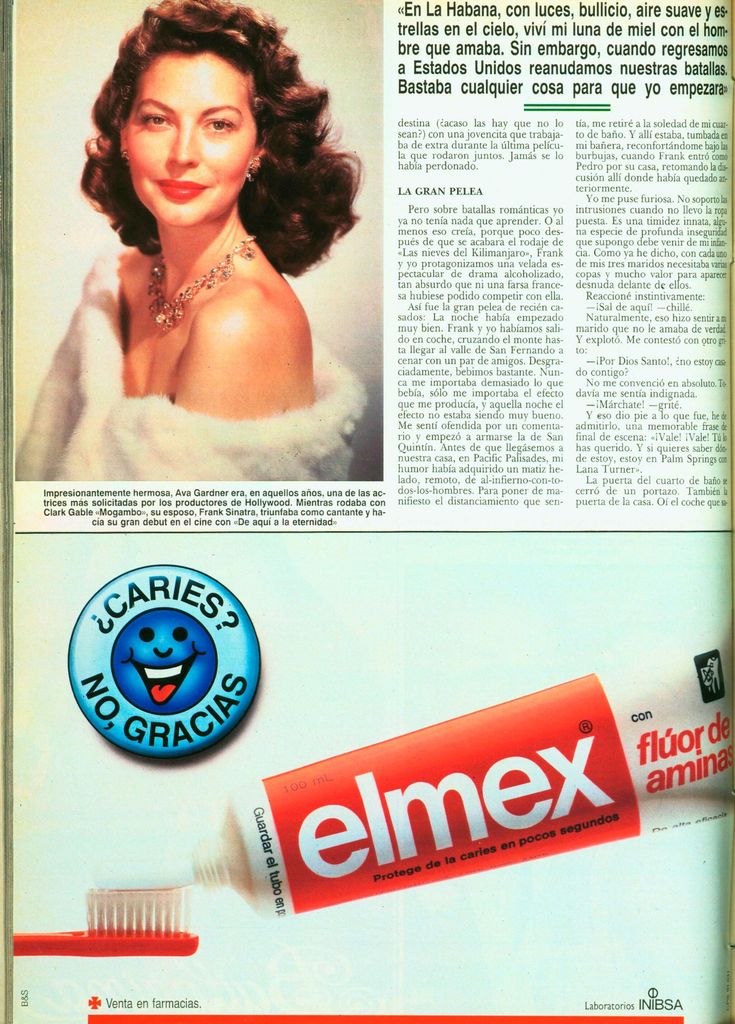 «En La Habana, con luces, bullicio, aire suave y es-
trellas en el cielo, viví mi luna de miel con el hom-
bre que amaba. Sin embargo, cuando regresamos
a Estados Unidos reanudamos nuestras batallas.
Bastaba cualquier cosa para que yo empezara»
destina (¿acaso las hay que no lo
sean?) con una jovencita que trabaja-
ba de extra durante la última pelícu-
la que rodaron juntos. Jamás se lo
había perdonado.
LA GRAN PELEA
Pero sobre batallas románticas yo
ya no tenía nada que aprender. O al
menos eso creía, porque poco des-
pués de que se acabara el rodaje de
«Las nieves del Kilimanjaro», Frank
y yo protagonizamos una velada es-
pectacular de drama alcoholizado,
tan absurdo que ni una farsa france-
sa hubiese podido competir con ella.
Así fue la gran pelea de recién ca-
sados: La noche había empezado
muy bien. Frank y yo habíamos sali-
do en coche, cruzando el monte has-
ta llegar al valle de San Fernando a
cenar con un par de amigos. Desgra-
ciadamente, bebimos bastante. Nun-
ca me importaba demasiado lo que
bebía, sólo me importaba el efecto
que me producía, y aquella noche el
efecto no estaba siendo muy bueno.
Me sentí ofendida por un comenta-
rio y empezó a armarse la de San
Quintín. Antes de que llegásemos a
nuestra casa, en Pacific Palisades, mi
humor había adquirido un matiz he-
lado, remoto, de al-infierno-con-to-
dos-los-hombres. Para poner de ma-
nifiesto el distanciamiento que sen-
tía, me retiré a la soledad de mi cuar-
to de baño. Y allí estaba, tumbada en
mi bañera, reconfortándome bajo las
burbujas, cuando Frank entró como
Pedro por su casa, retomando la dis-
cusión allí donde había quedado an-
teriormente.
Yo me puse furiosa. No soporto las
intrusiones cuando no llevo la ropa
puesta. Es una timidez innata, algu-
na especie de profunda inseguridad
que supongo debe venir de mi infan-
cia. Como ya he dicho, con cada uno
de mis tres maridos necesitaba varias
copas y mucho valor para aparecer
desnuda delante de ellos.
Reaccioné instintivamente:
—¡Sal de aquí! —chillé.
Naturalmente, eso hizo sentir a mi
marido que no le amaba de verdad.
Y explotó. Me contestó con otro gri-
to:
—¡Por Dios Santo!, ¿no estoy casa-
do contigo?
No me convenció en absoluto. To-
davía me sentía indignada.
—¡Márchate! —grité.
Y eso dio pie a lo que fue, he de
admitirlo, una memorable frase de
final de escena: «¡Vale! ¡Vale! Tú lo
has querido. Y si quieres saber dón-
de estoy, estoy en Palm Springs con
Lana Turner».
La puerta del cuarto de baño se
cerró de un portazo. También la
puerta de la casa. Oí el coche que sa-
Impresionantemente hermosa, Ava Gardner era, en aquellos años, una de las ac-
trices más solicitadas por los productores de Hollywood. Mientras rodaba con
Clark Gable «Mogambo», su esposo, Frank Sinatra, triunfaba como cantante y ha-
cía su gran debut en el cine con «De aquí a la eternidad»
¿CARIES?
NO, GRACIAS
100 mL
Guardar el tubo en p
elmex®
Protege de la caries en pocos segundos
con
flúor de
aminas
De alta eficacia
B&S
Venta en farmacias.
Laboratorios INIBSA